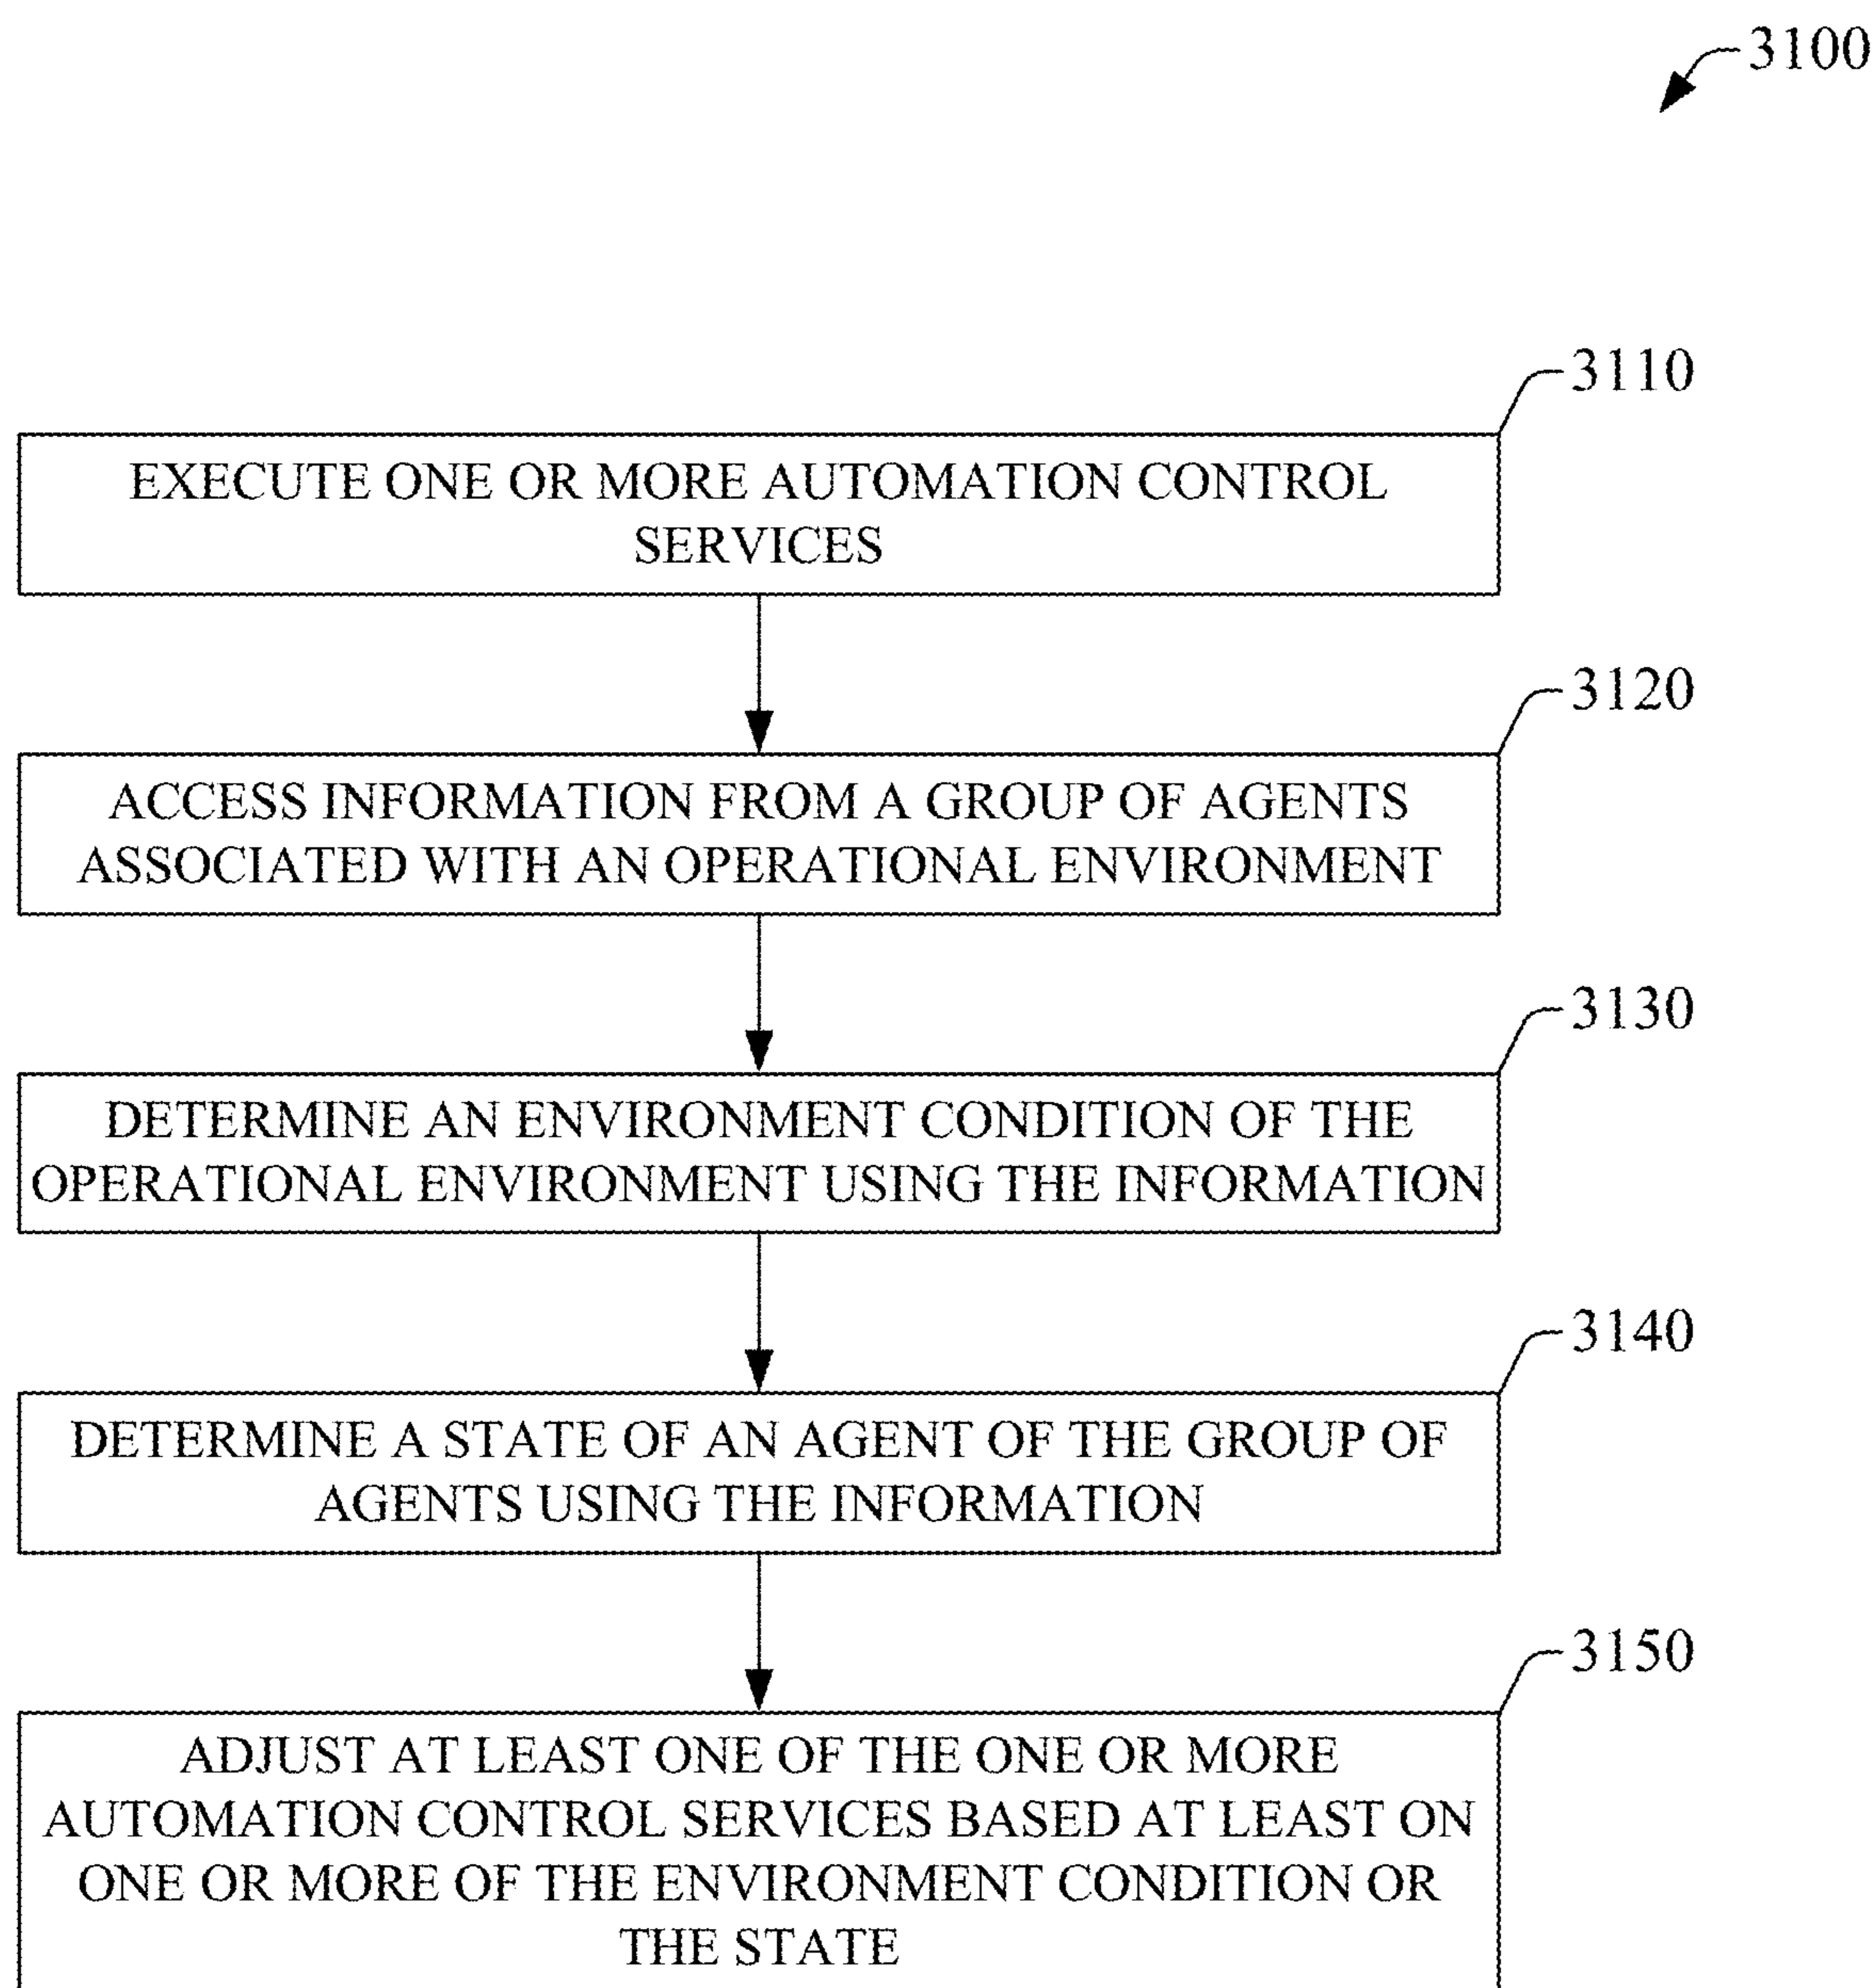 3100
3110
EXECUTE ONE OR MORE AUTOMATION CONTROL
SERVICES
3120
ACCESS INFORMATION FROM A GROUP OF AGENTS
ASSOCIATED WITH AN OPERATIONAL ENVIRONMENT
3130
DETERMINE AN ENVIRONMENT CONDITION OF THE
OPERATIONAL ENVIRONMENT USING THE INFORMATION
3140
DETERMINE A STATE OF AN AGENT OF THE GROUP OF
AGENTS USING THE INFORMATION
3150
ADJUST AT LEAST ONE OF THE ONE OR MORE
AUTOMATION CONTROL SERVICES BASED AT LEAST ON
ONE OR MORE OF THE ENVIRONMENT CONDITION OR
THE STATE